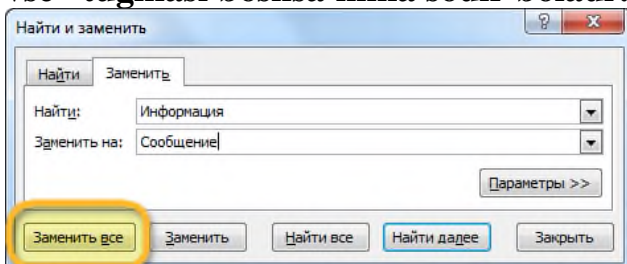 Найти и заменить
Найти Заменить
Найти: Информация
Заменить на: Сообщение
Параметры >>
Заменить все Заменить Найти все Найти далее Закрыть